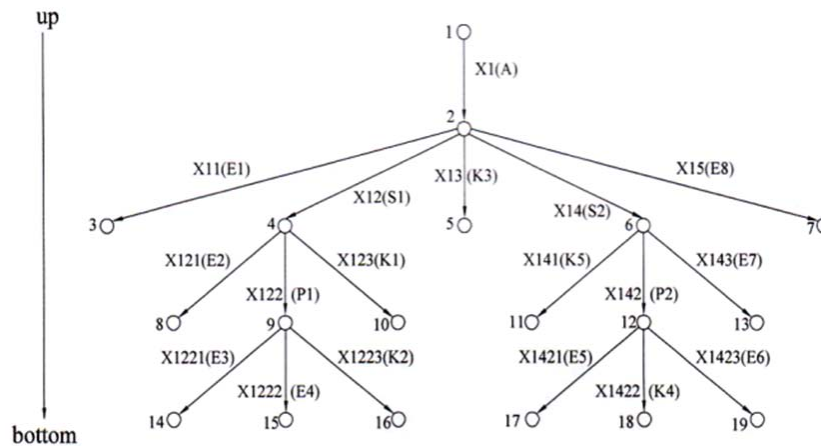 up
1
X1(A)
2
X11(E1)
X12(S1)
X13 (K3)
X14(S2)
X15(E8)
3
4
5
6
7
X121(E2)
X122 (P1)
X123(K1)
X141(K5)
X142 (P2)
X143(E7)
8
9
10
11
12
13
X1221(E3)
X1222 (E4)
X1223(K2)
X1421(E5)
X1422 (K4)
X1423(E6)
14
15
16
17
18
19
bottom